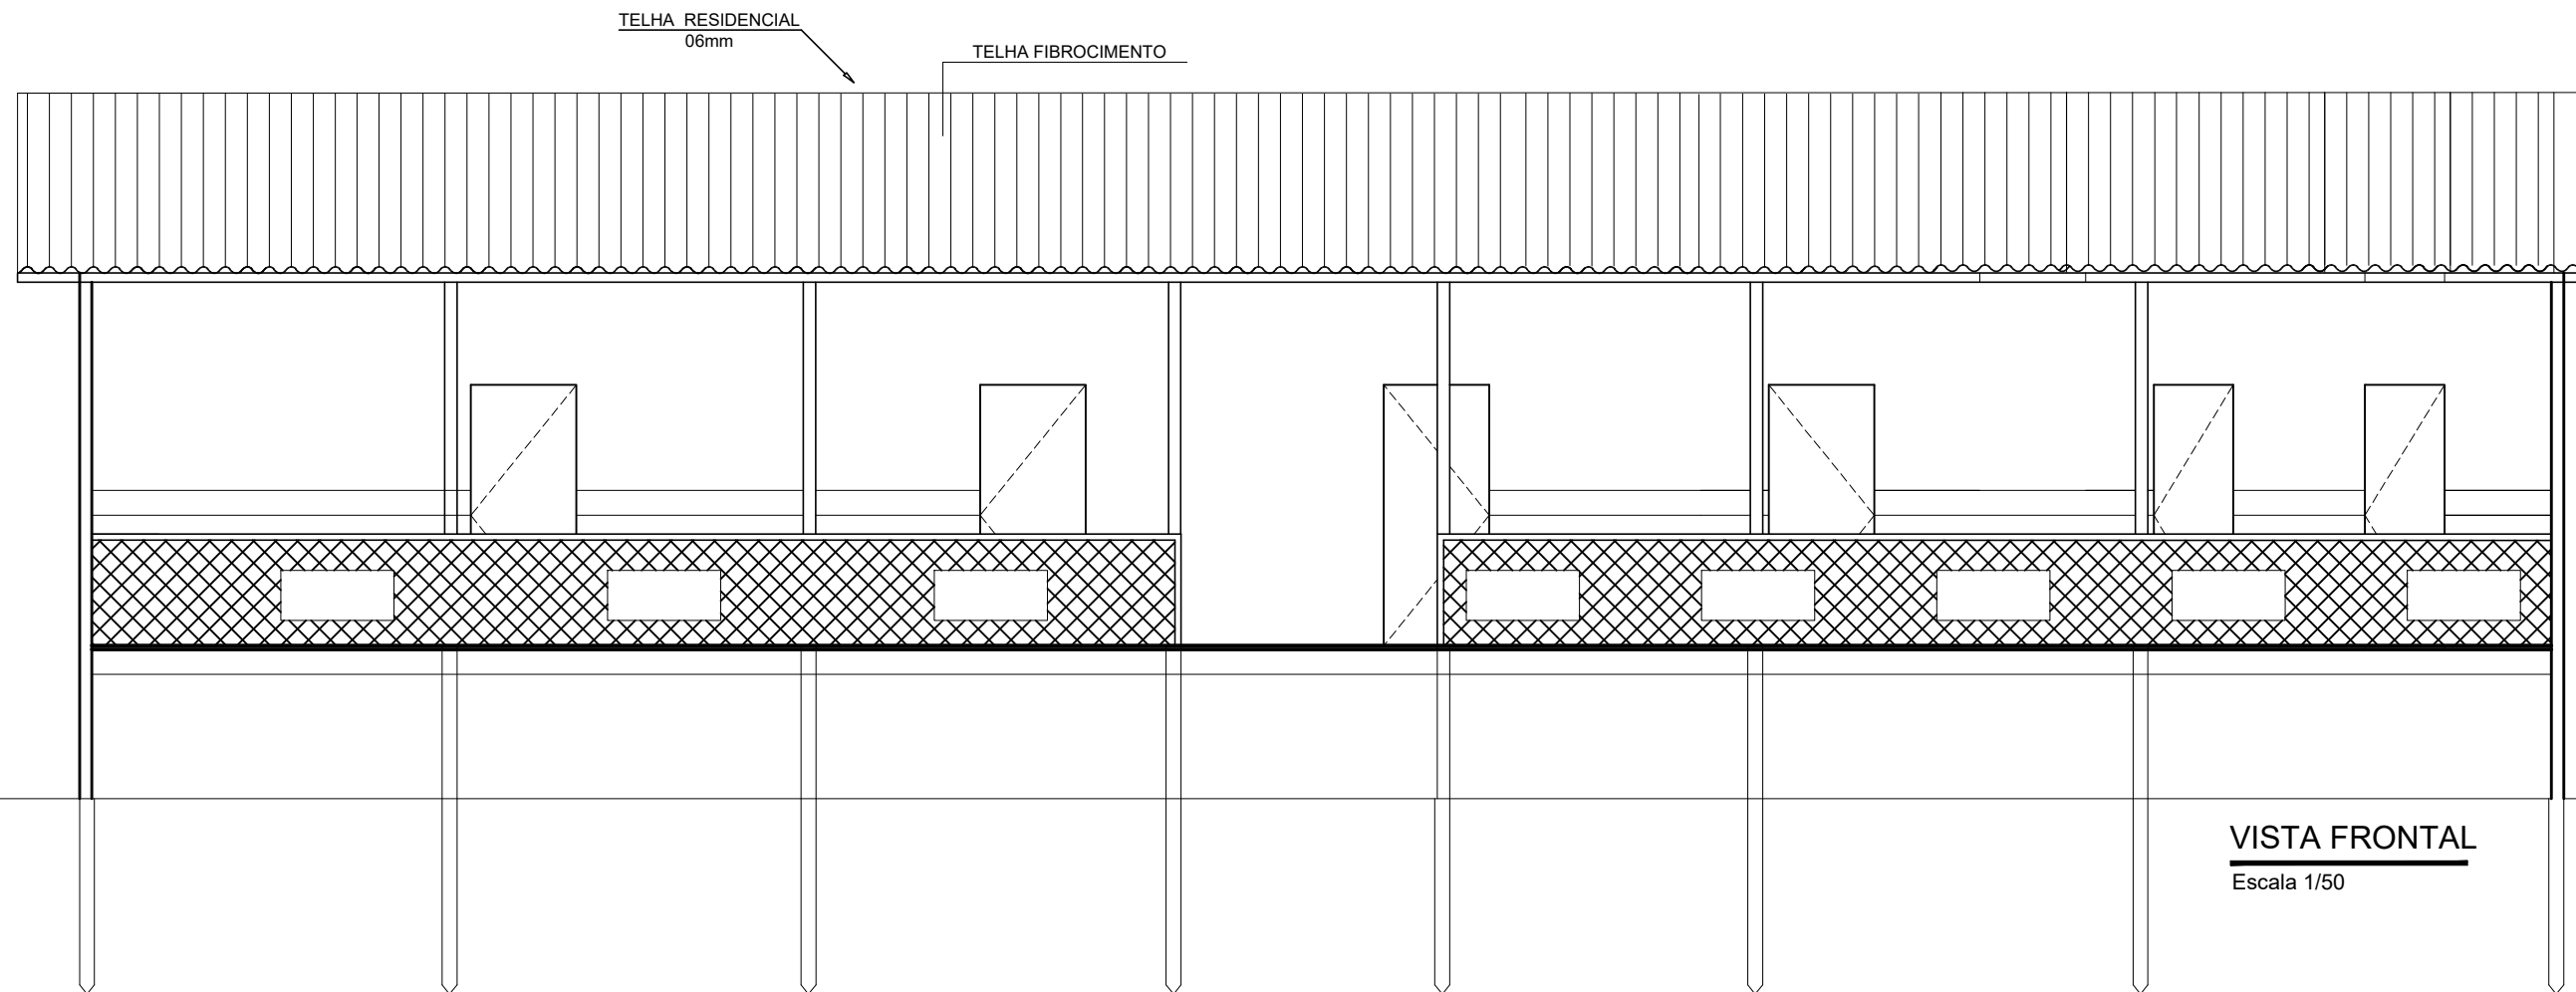 TELHA RESIDENCIAL
06mm
TELHA FIBROCIMENTO
VISTA FRONTAL
Escala 1/50